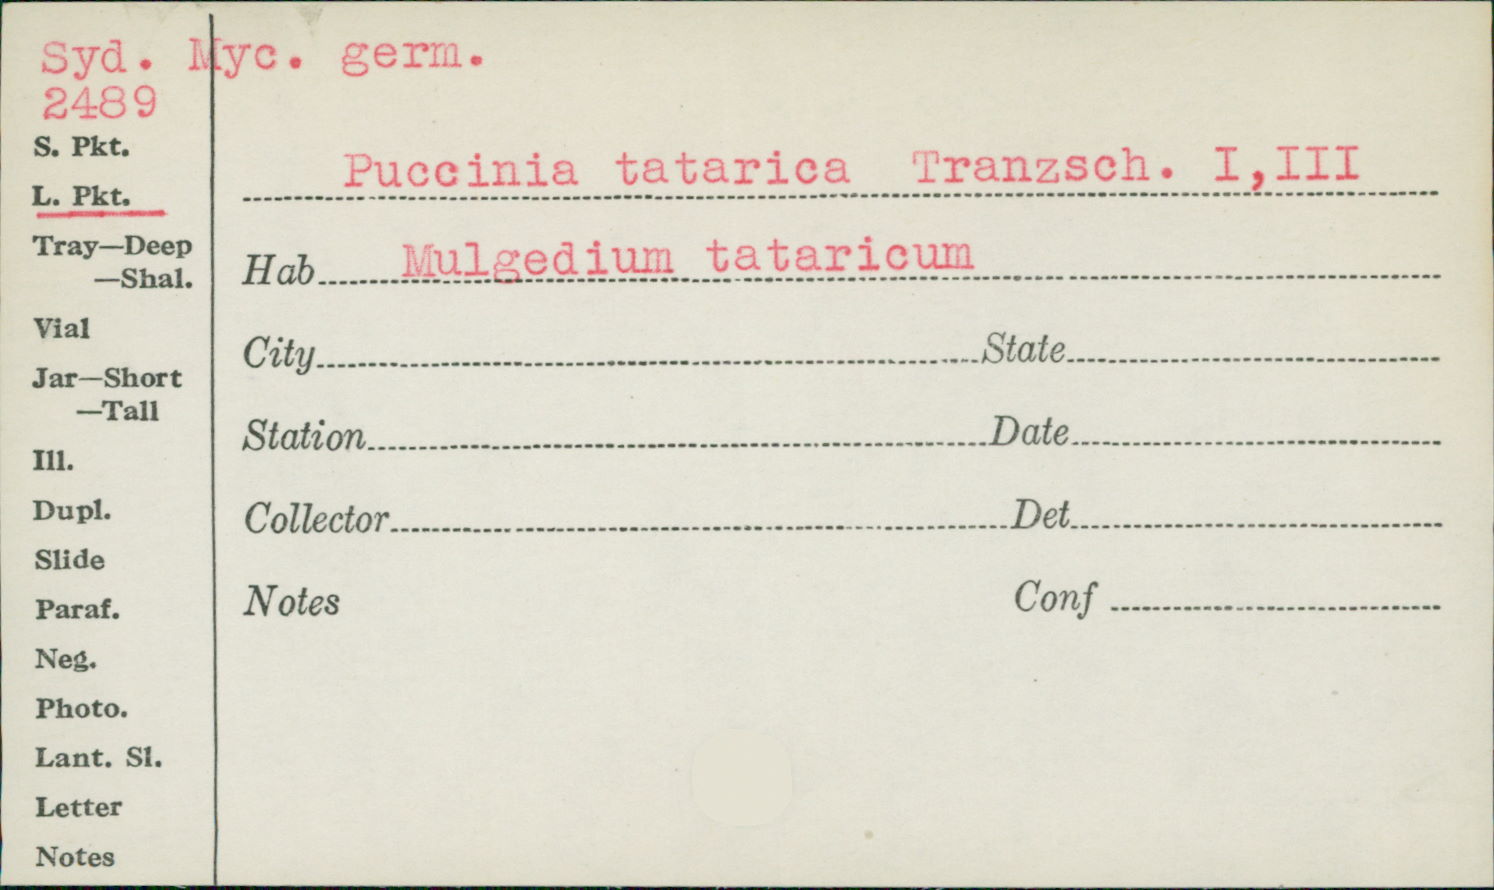 Syd. Myc. germ.
2489
S. Pkt.
L. Pkt.
Tray—Deep
—Shal.
Vial
Jar—Short
—Tall
Ill.
Dupl.
Slide
Paraf.
Neg.
Photo.
Lant. Sl.
Letter
Notes
Puccinia tatarica Tranzsch. I,III
Hab Mulgedium tataricum
City State
Station Date
Collector Det
Notes Conf